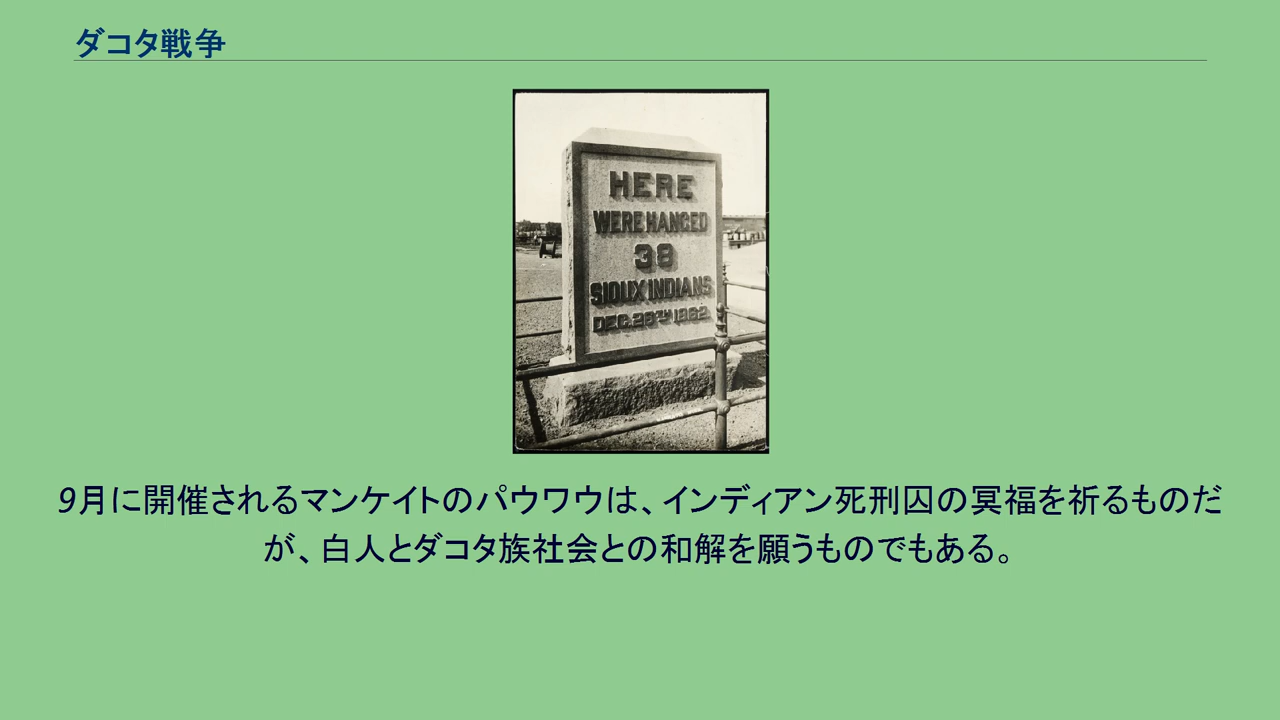 ダコタ戦争
HERE
WERE HANGED
38
SIOUX INDIANS
DEC. 26TH 1862.
9月に開催されるマンケイトのパウワウは、インディアン死刑囚の冥福を祈るものだ
が、白人とダコタ族社会との和解を願うものでもある。